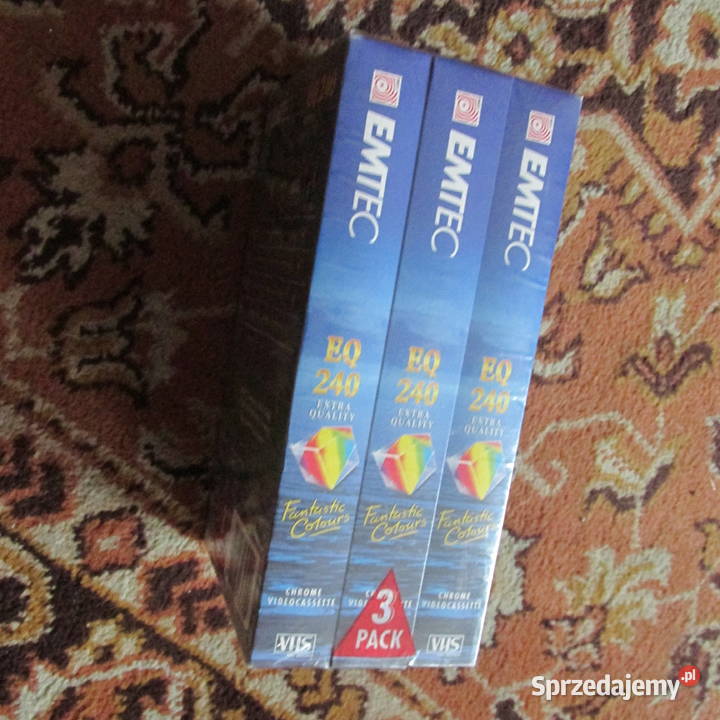 EMTEC
EQ
240
EXTRA
QUALITY
Fantastic
Colours
CHROME
VIDEOCASSETTE
VHS
EMTEC
EQ
240
EXTRA
QUALITY
Fantastic
Colours
3
PACK
EMTEC
EQ
240
EXTRA
QUALITY
Fantastic
Colours
CHROME
VIDEOCASSETTE
VHS
Sprzedajemy.pl